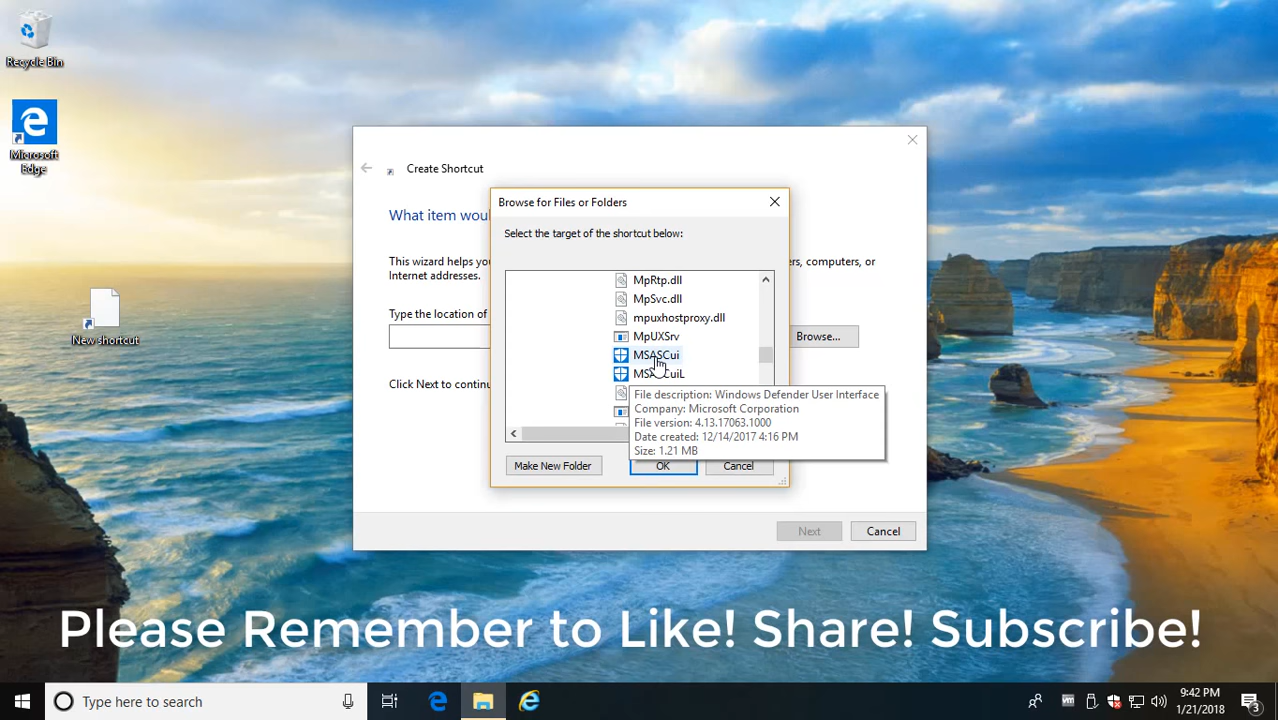 Recycle Bin
Microsoft
Edge
New shortcut
Create Shortcut
What item wou
This wizard helps yo
rs, computers, or
Internet addresses.
Type the location of
Browse...
Click Next to continu
Next
Cancel
Browse for Files or Folders
Select the target of the shortcut below:
MpRtp.dll
MpSvc.dll
mpuxhostproxy.dll
MpUXSrv
MSASCui
MSASCuiL
File description: Windows Defender User Interface
Company: Microsoft Corporation
File version: 4.13.17063.1000
Date created: 12/14/2017 4:16 PM
Size: 1.21 MB
Make New Folder
OK
Cancel
Please Remember to Like! Share! Subscribe!
Type here to search
vm
9:42 PM
1/21/2018
3